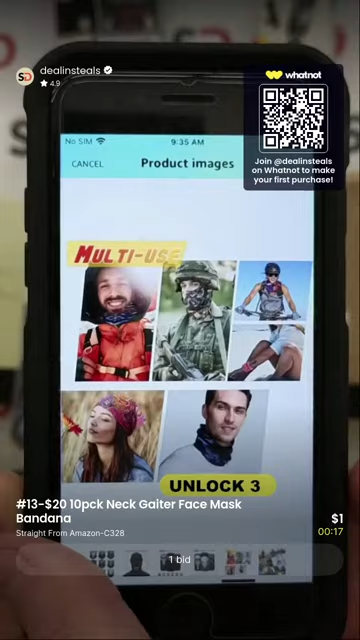 dealinsteals
SD
★ 4.9
whatnot
Join @dealinsteals
on Whatnot to make
your first purchase!
No SIM
9:35 AM
CANCEL
Product images
MULTI-USE
UNLOCK 3
#13-$20 10pck Neck Gaiter Face Mask
Bandana
$1
Straight From Amazon-C328
00:17
1 bid